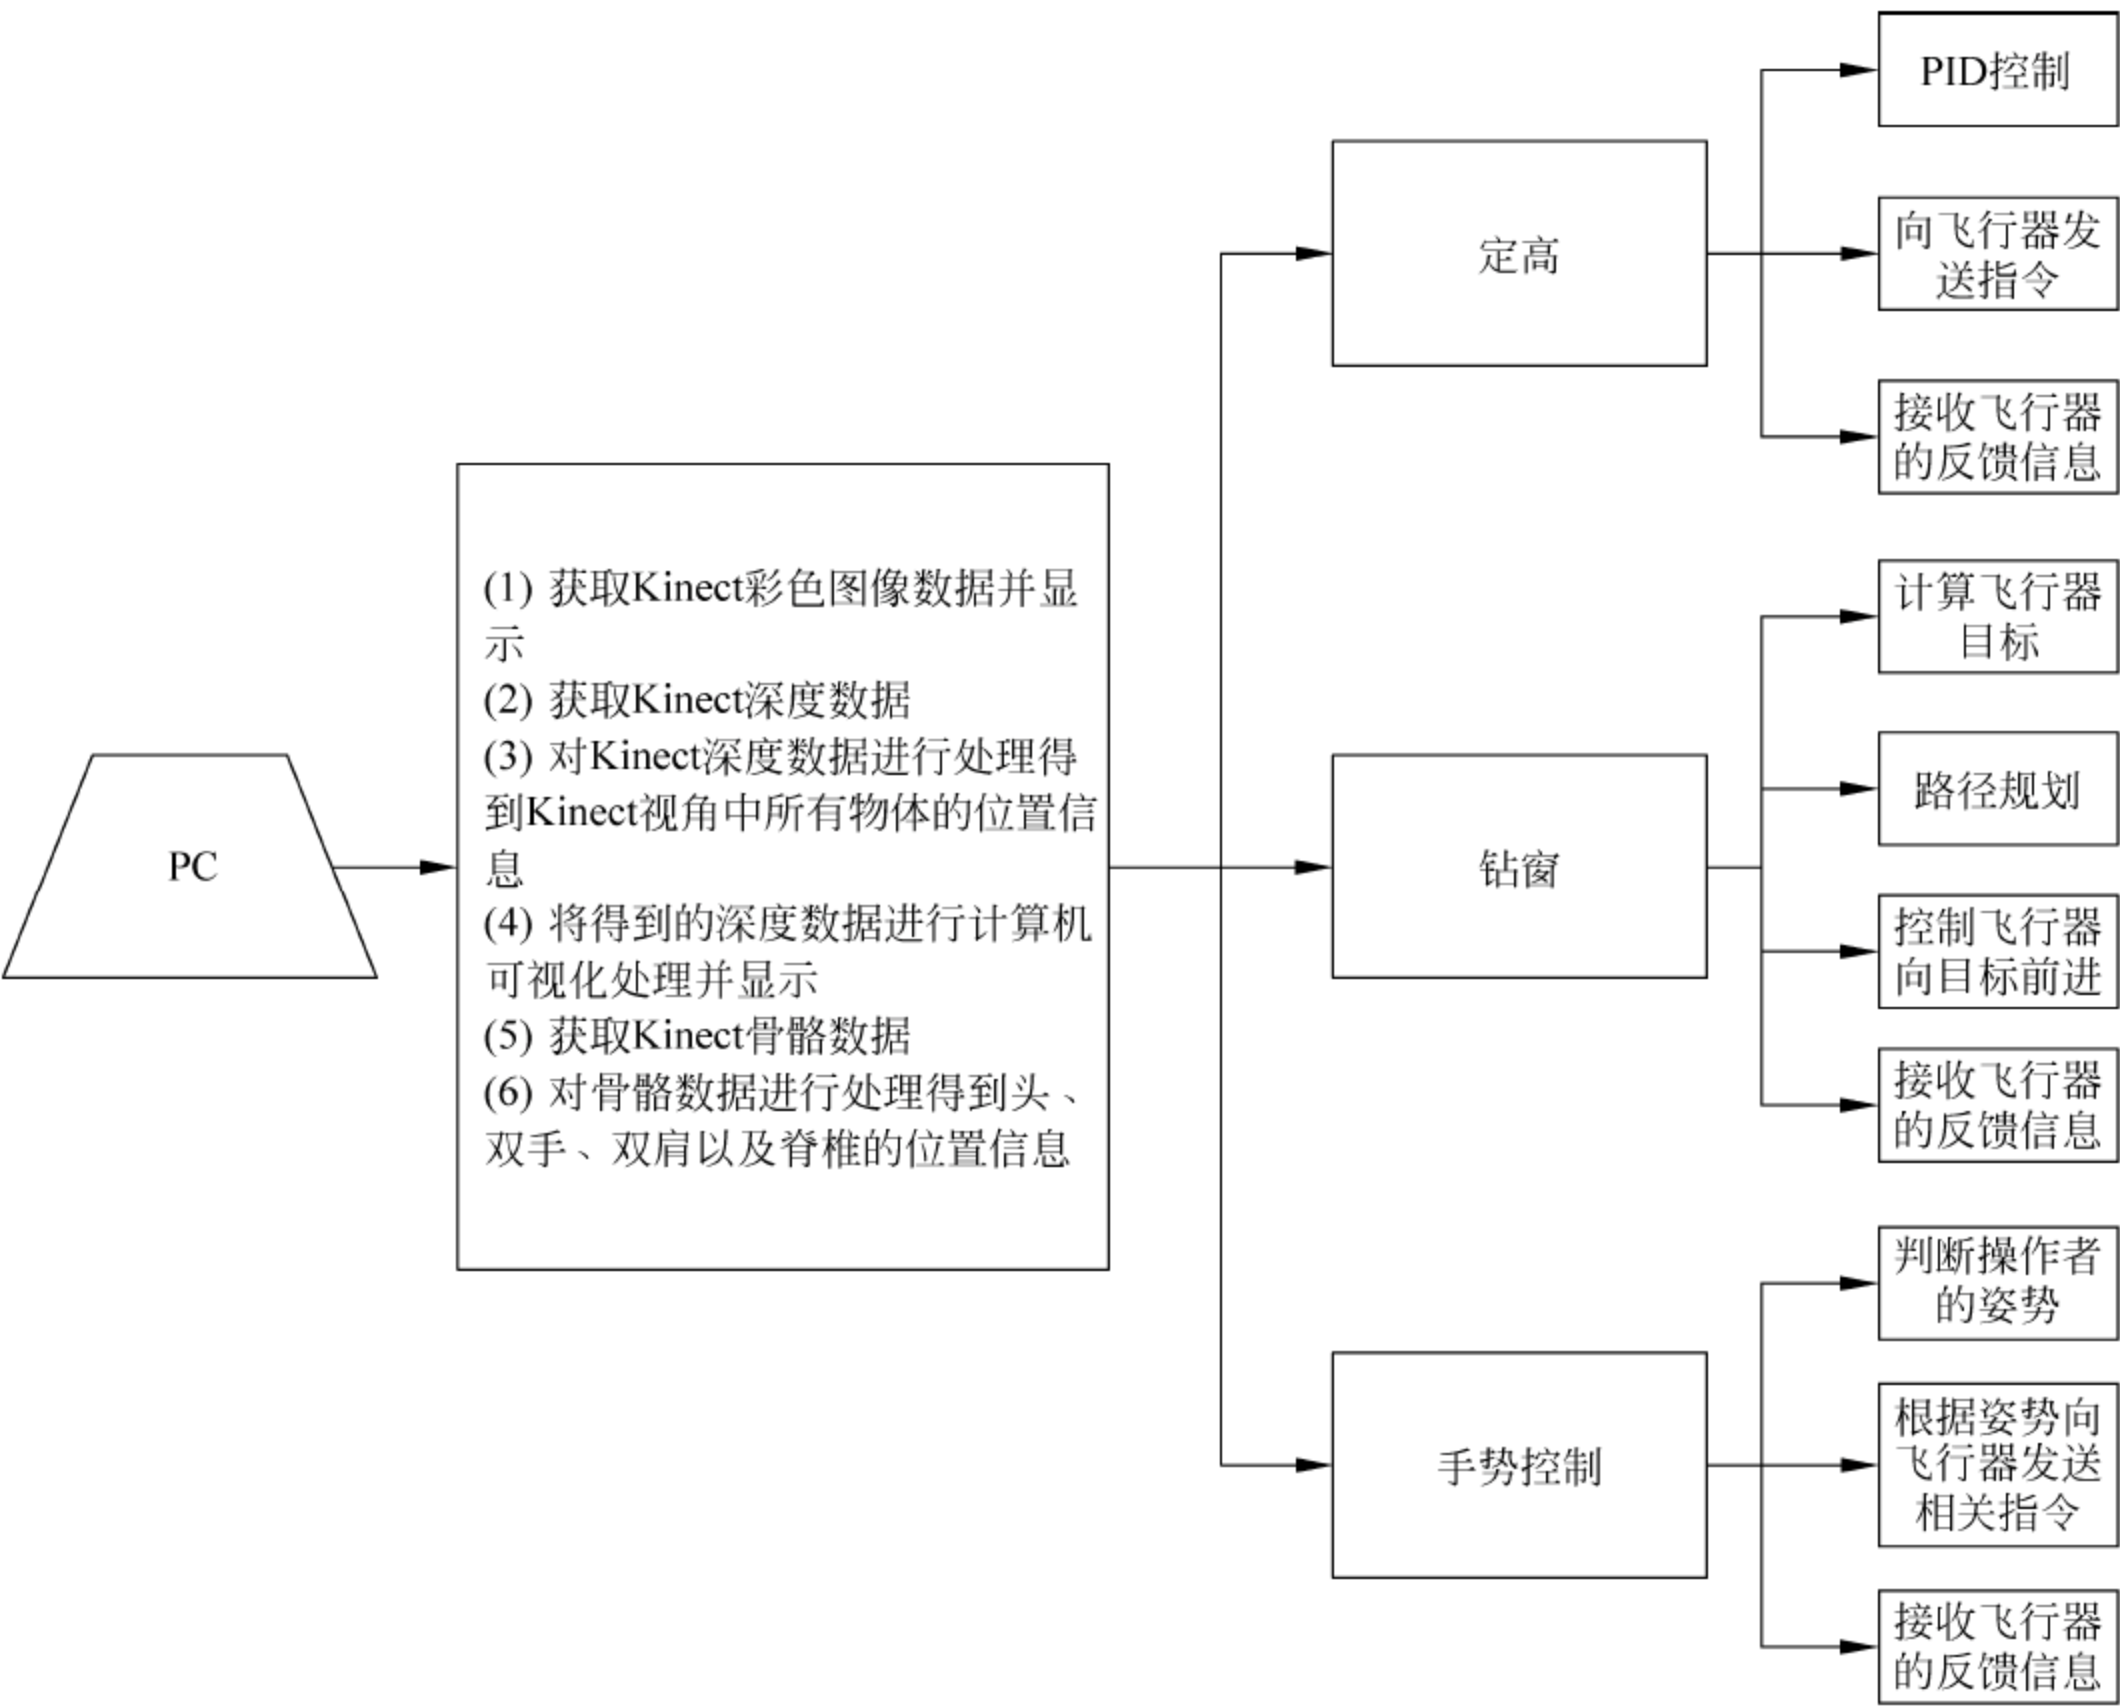 PC
(1) 获取Kinect彩色图像数据并显
示
(2) 获取Kinect深度数据
(3) 对Kinect深度数据进行处理得
到Kinect视角中所有物体的位置信
息
(4) 将得到的深度数据进行计算机
可视化处理并显示
(5) 获取Kinect骨骼数据
(6) 对骨骼数据进行处理得到头、
双手、双肩以及脊椎的位置信息
定高
PID控制
向飞行器发
送指令
接收飞行器
的反馈信息
钻窗
计算飞行器
目标
路径规划
控制飞行器
向目标前进
接收飞行器
的反馈信息
手势控制
判断操作者
的姿势
根据姿势向
飞行器发送
相关指令
接收飞行器
的反馈信息